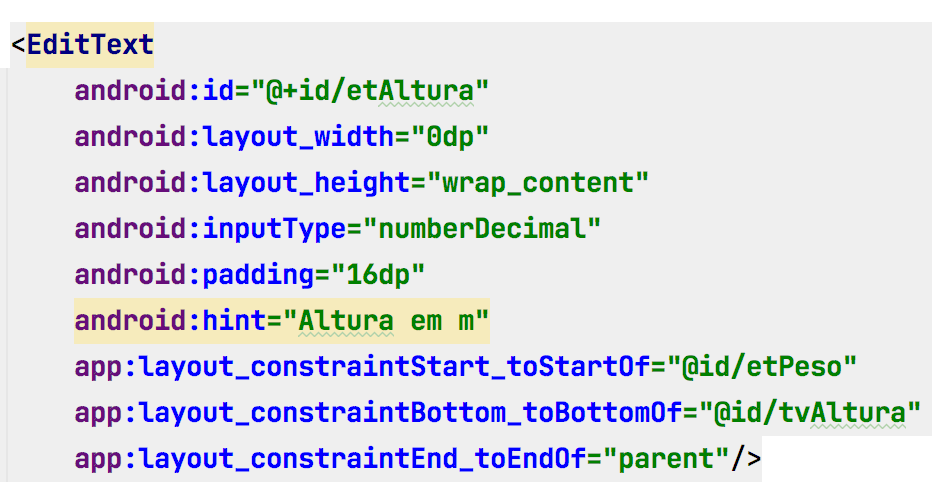 <EditText
android:id="@+id/etAltura"
android:layout_width="0dp"
android:layout_height="wrap_content"
android:inputType="numberDecimal"
android:padding="16dp"
android:hint="Altura em m"
app:layout_constraintStart_toStartOf="@id/etPeso"
app:layout_constraintBottom_toBottomOf="@id/tvAltura"
app:layout_constraintEnd_toEndOf="parent"/>